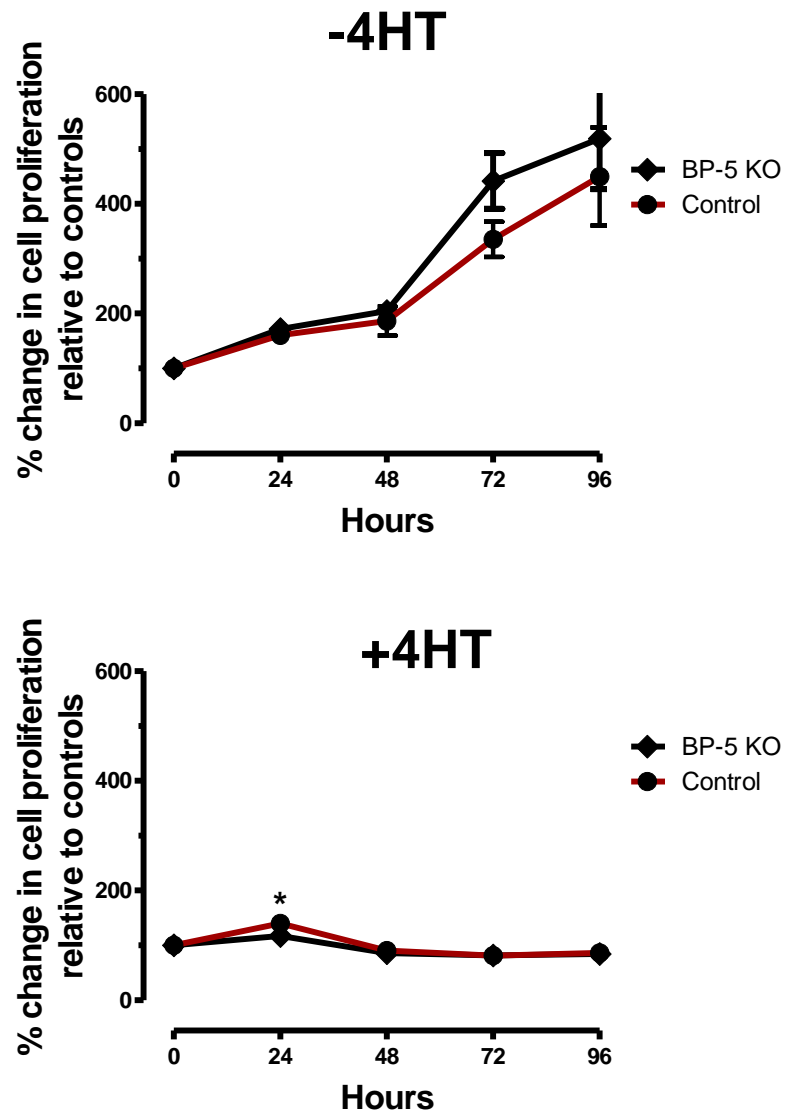 -4HT
% change in cell proliferation
relative to controls
600
400
200
0
0 24 48 72 96
Hours
BP-5 KO
Control
+4HT
% change in cell proliferation
relative to controls
600
400
200
0
*
0 24 48 72 96
Hours
BP-5 KO
Control